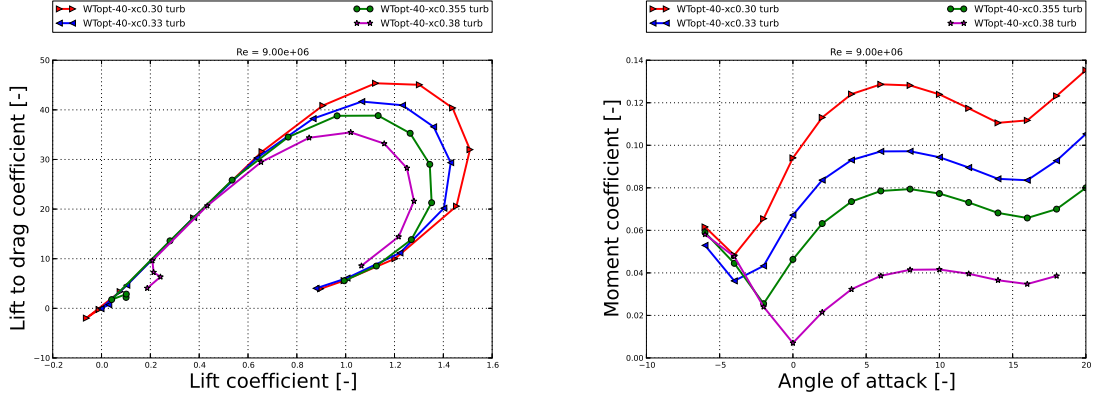 WTopt-40-xc0.30 turb
WTopt-40-xc0.33 turb
WTopt-40-xc0.355 turb
WTopt-40-xc0.38 turb
Re = 9.00e+06
50
40
30
20
10
0
−10
−0.2
0.0
0.2
0.4
0.6
0.8
1.0
1.2
1.4
1.6
Lift to drag coefficient [-]
Lift coefficient [-]
WTopt-40-xc0.30 turb
WTopt-40-xc0.33 turb
WTopt-40-xc0.355 turb
WTopt-40-xc0.38 turb
Re = 9.00e+06
0.14
0.12
0.10
0.08
0.06
0.04
0.02
0.00
−10
−5
0
5
10
15
20
Moment coefficient [-]
Angle of attack [-]